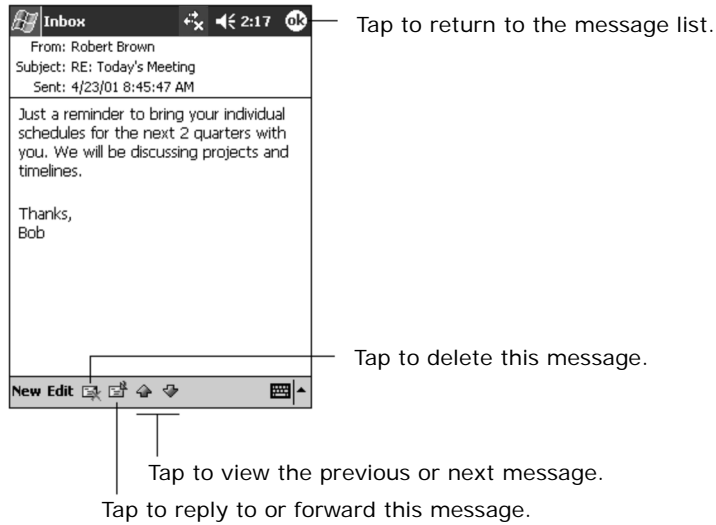 Inbox 2:17 ok
Tap to return to the message list.
From: Robert Brown
Subject: RE: Today's Meeting
Sent: 4/23/01 8:45:47 AM
Just a reminder to bring your individual
schedules for the next 2 quarters with
you. We will be discussing projects and
timelines.
Thanks,
Bob
Tap to delete this message.
New Edit
Tap to view the previous or next message.
Tap to reply to or forward this message.